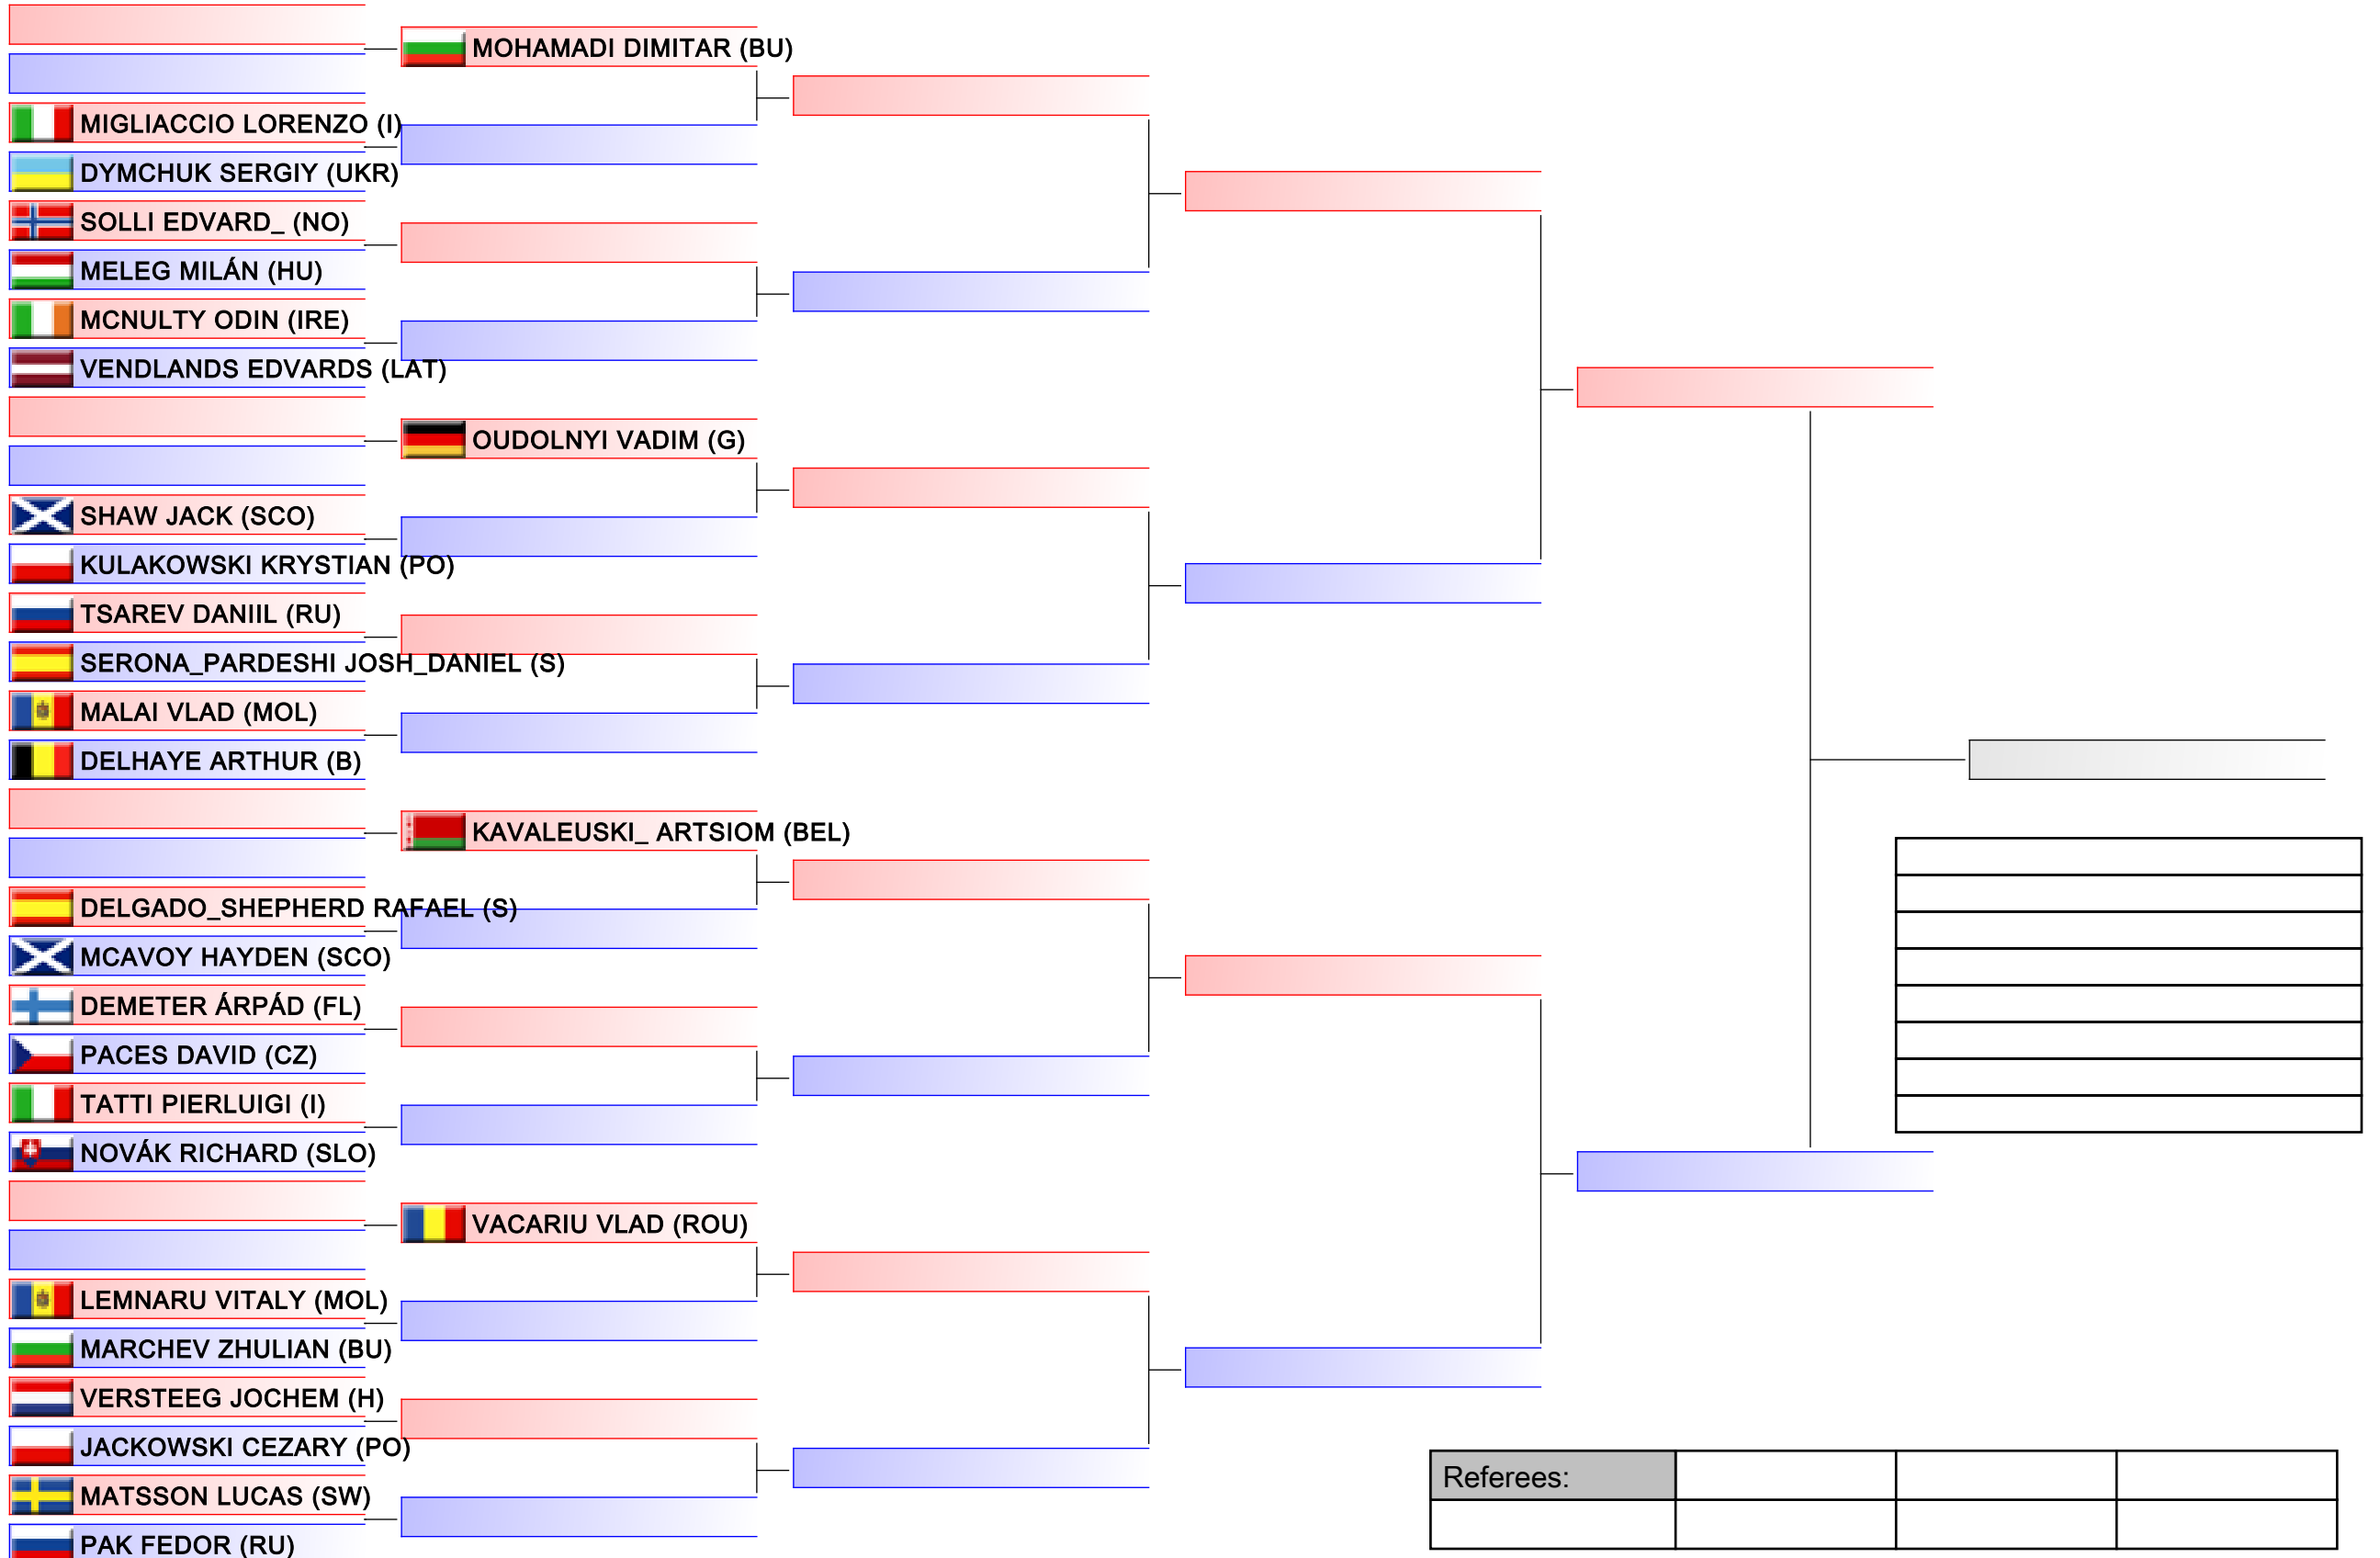 MOHAMADI DIMITAR (BU)
MIGLIACCIO LORENZO (I)
DYMCHUK SERGIY (UKR)
SOLLI EDVARD_ (NO)
MELEG MILÁN (HU)
MCNULTY ODIN (IRE)
VENDLANDS EDVARDS (LAT)
OUDOLNYI VADIM (G)
SHAW JACK (SCO)
KULAKOWSKI KRYSTIAN (PO)
TSAREV DANIIL (RU)
SERONA_PARDESHI JOSH_DANIEL (S)
MALAI VLAD (MOL)
DELHAYE ARTHUR (B)
KAVALEUSKI_ ARTSIOM (BEL)
DELGADO_SHEPHERD RAFAEL (S)
MCAVOY HAYDEN (SCO)
DEMETER ÁRPÁD (FL)
PACES DAVID (CZ)
TATTI PIERLUIGI (I)
NOVÁK RICHARD (SLO)
VACARIU VLAD (ROU)
LEMNARU VITALY (MOL)
MARCHEV ZHULIAN (BU)
VERSTEEG JOCHEM (H)
JACKOWSKI CEZARY (PO)
MATSSON LUCAS (SW)
PAK FEDOR (RU)
Referees: